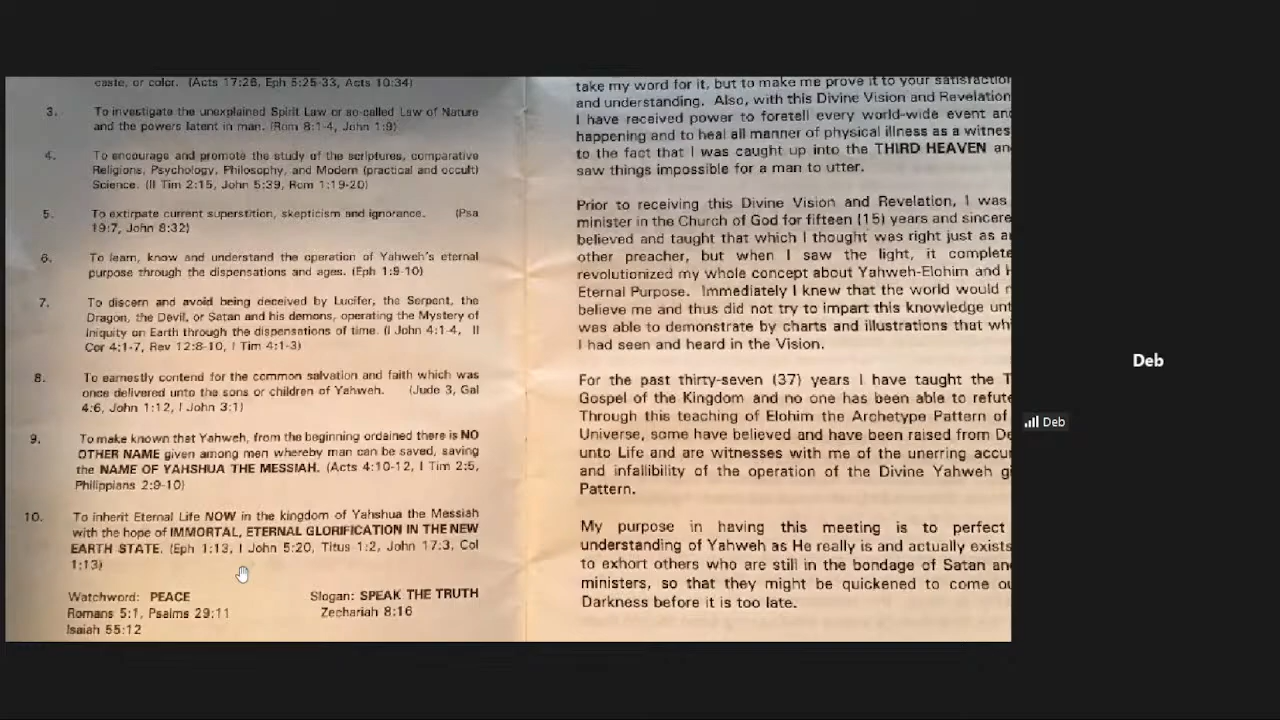 caste, or color. (Acts 17:26, Eph 5:25-33, Acts 10:34)
3. To investigate the unexplained Spirit Law or so-called Law of Nature
and the powers latent in man. (Rom 8:1-4, John 1:9)
4. To encourage and promote the study of the scriptures, comparative
Religions, Psychology, Philosophy, and Modern (practical and occult)
Science. (II Tim 2:15, John 5:39, Rom 1:19-20)
5. To extirpate current superstition, skepticism and ignorance. (Psa
19:7, John 8:32)
6. To learn, know and understand the operation of Yahweh's eternal
purpose through the dispensations and ages. (Eph 1:9-10)
7. To discern and avoid being deceived by Lucifer, the Serpent, the
Dragon, the Devil, or Satan and his demons, operating the Mystery of
Iniquity on Earth through the dispensations of time. (I John 4:1-4, II
Cor 4:1-7, Rev 12:8-10, I Tim 4:1-3)
8. To earnestly contend for the common salvation and faith which was
once delivered unto the sons or children of Yahweh. (Jude 3, Gal
4:6, John 1:12, I John 3:1)
9. To make known that Yahweh, from the beginning ordained there is NO
OTHER NAME given among men whereby man can be saved, saving
the NAME OF YAHSHUA THE MESSIAH. (Acts 4:10-12, I Tim 2:5,
Philippians 2:9-10)
10. To inherit Eternal Life NOW in the kingdom of Yahshua the Messiah
with the hope of IMMORTAL, ETERNAL GLORIFICATION IN THE NEW
EARTH STATE. (Eph 1:13, I John 5:20, Titus 1:2, John 17:3, Col
1:13)
Watchword: PEACE
Romans 5:1, Psalms 29:11
Isaiah 55:12
Slogan: SPEAK THE TRUTH
Zechariah 8:16
take my word for it, but to make me prove it to your satisfaction
and understanding. Also, with this Divine Vision and Revelation
I have received power to foretell every world-wide event and
happening and to heal all manner of physical illness as a witnes
to the fact that I was caught up into the THIRD HEAVEN an
saw things impossible for a man to utter.
Prior to receiving this Divine Vision and Revelation, I was
minister in the Church of God for fifteen (15) years and sincere
believed and taught that which I thought was right just as a
other preacher, but when I saw the light, it complete
revolutionized my whole concept about Yahweh-Elohim and H
Eternal Purpose. Immediately I knew that the world would n
believe me and thus did not try to impart this knowledge unt
was able to demonstrate by charts and illustrations that wh
I had seen and heard in the Vision.
For the past thirty-seven (37) years I have taught the T
Gospel of the Kingdom and no one has been able to refute
Through this teaching of Elohim the Archetype Pattern of
Universe, some have believed and have been raised from De
unto Life and are witnesses with me of the unerring accur
and infallibility of the operation of the Divine Yahweh gi
Pattern.
My purpose in having this meeting is to perfect
understanding of Yahweh as He really is and actually exists
to exhort others who are still in the bondage of Satan an
ministers, so that they might be quickened to come ou
Darkness before it is too late.
Deb
Deb